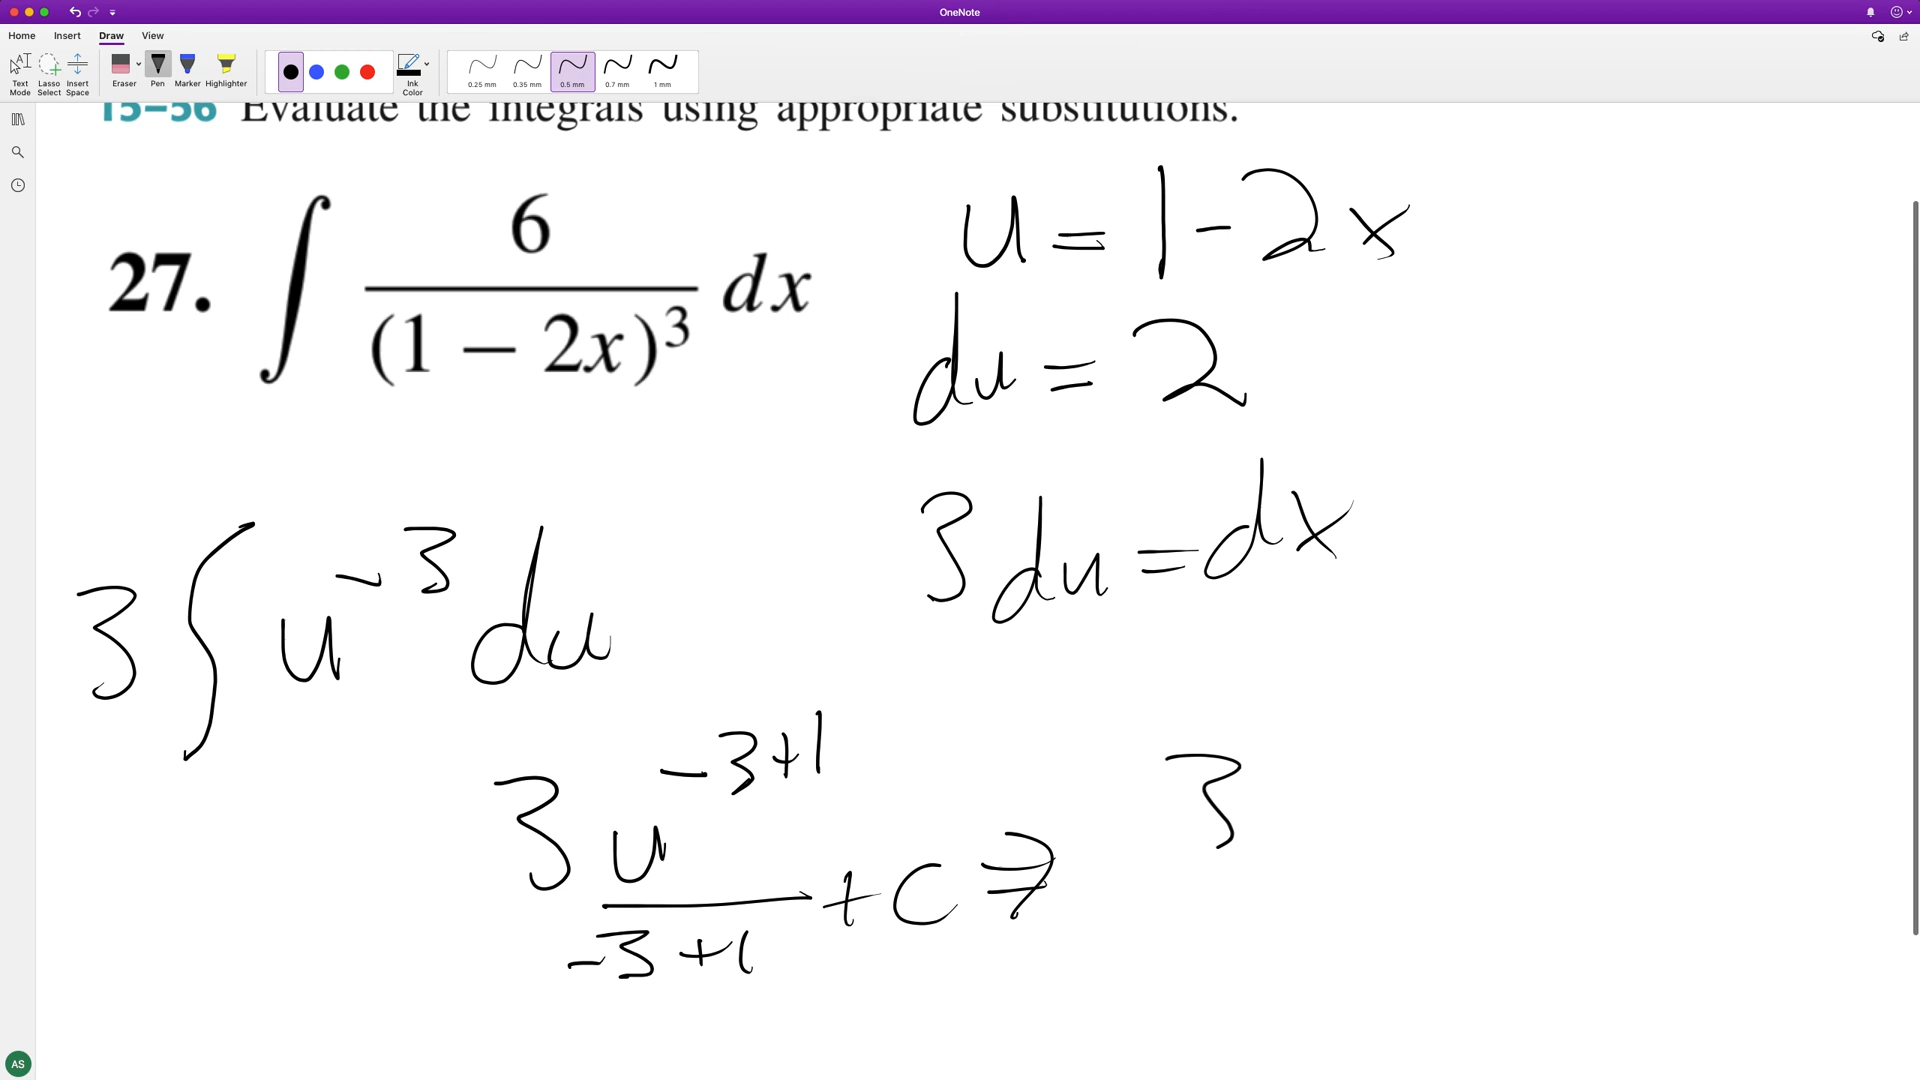 OneNote
Home Insert Draw View
Text Mode Lasso Select Insert Space Eraser Pen Marker Highlighter Ink Color 0.25 mm 0.35 mm 0.5 mm 0.7 mm 1 mm
15–56 Evaluate the integrals using appropriate substitutions.
27. ∫ 6/(1 − 2x)³ dx
u = 1 - 2x
du = 2
3 du = dx
3 ∫ u⁻³ du
3 u^(-3+1)/(-3+1) + C ⇒ 3
AS